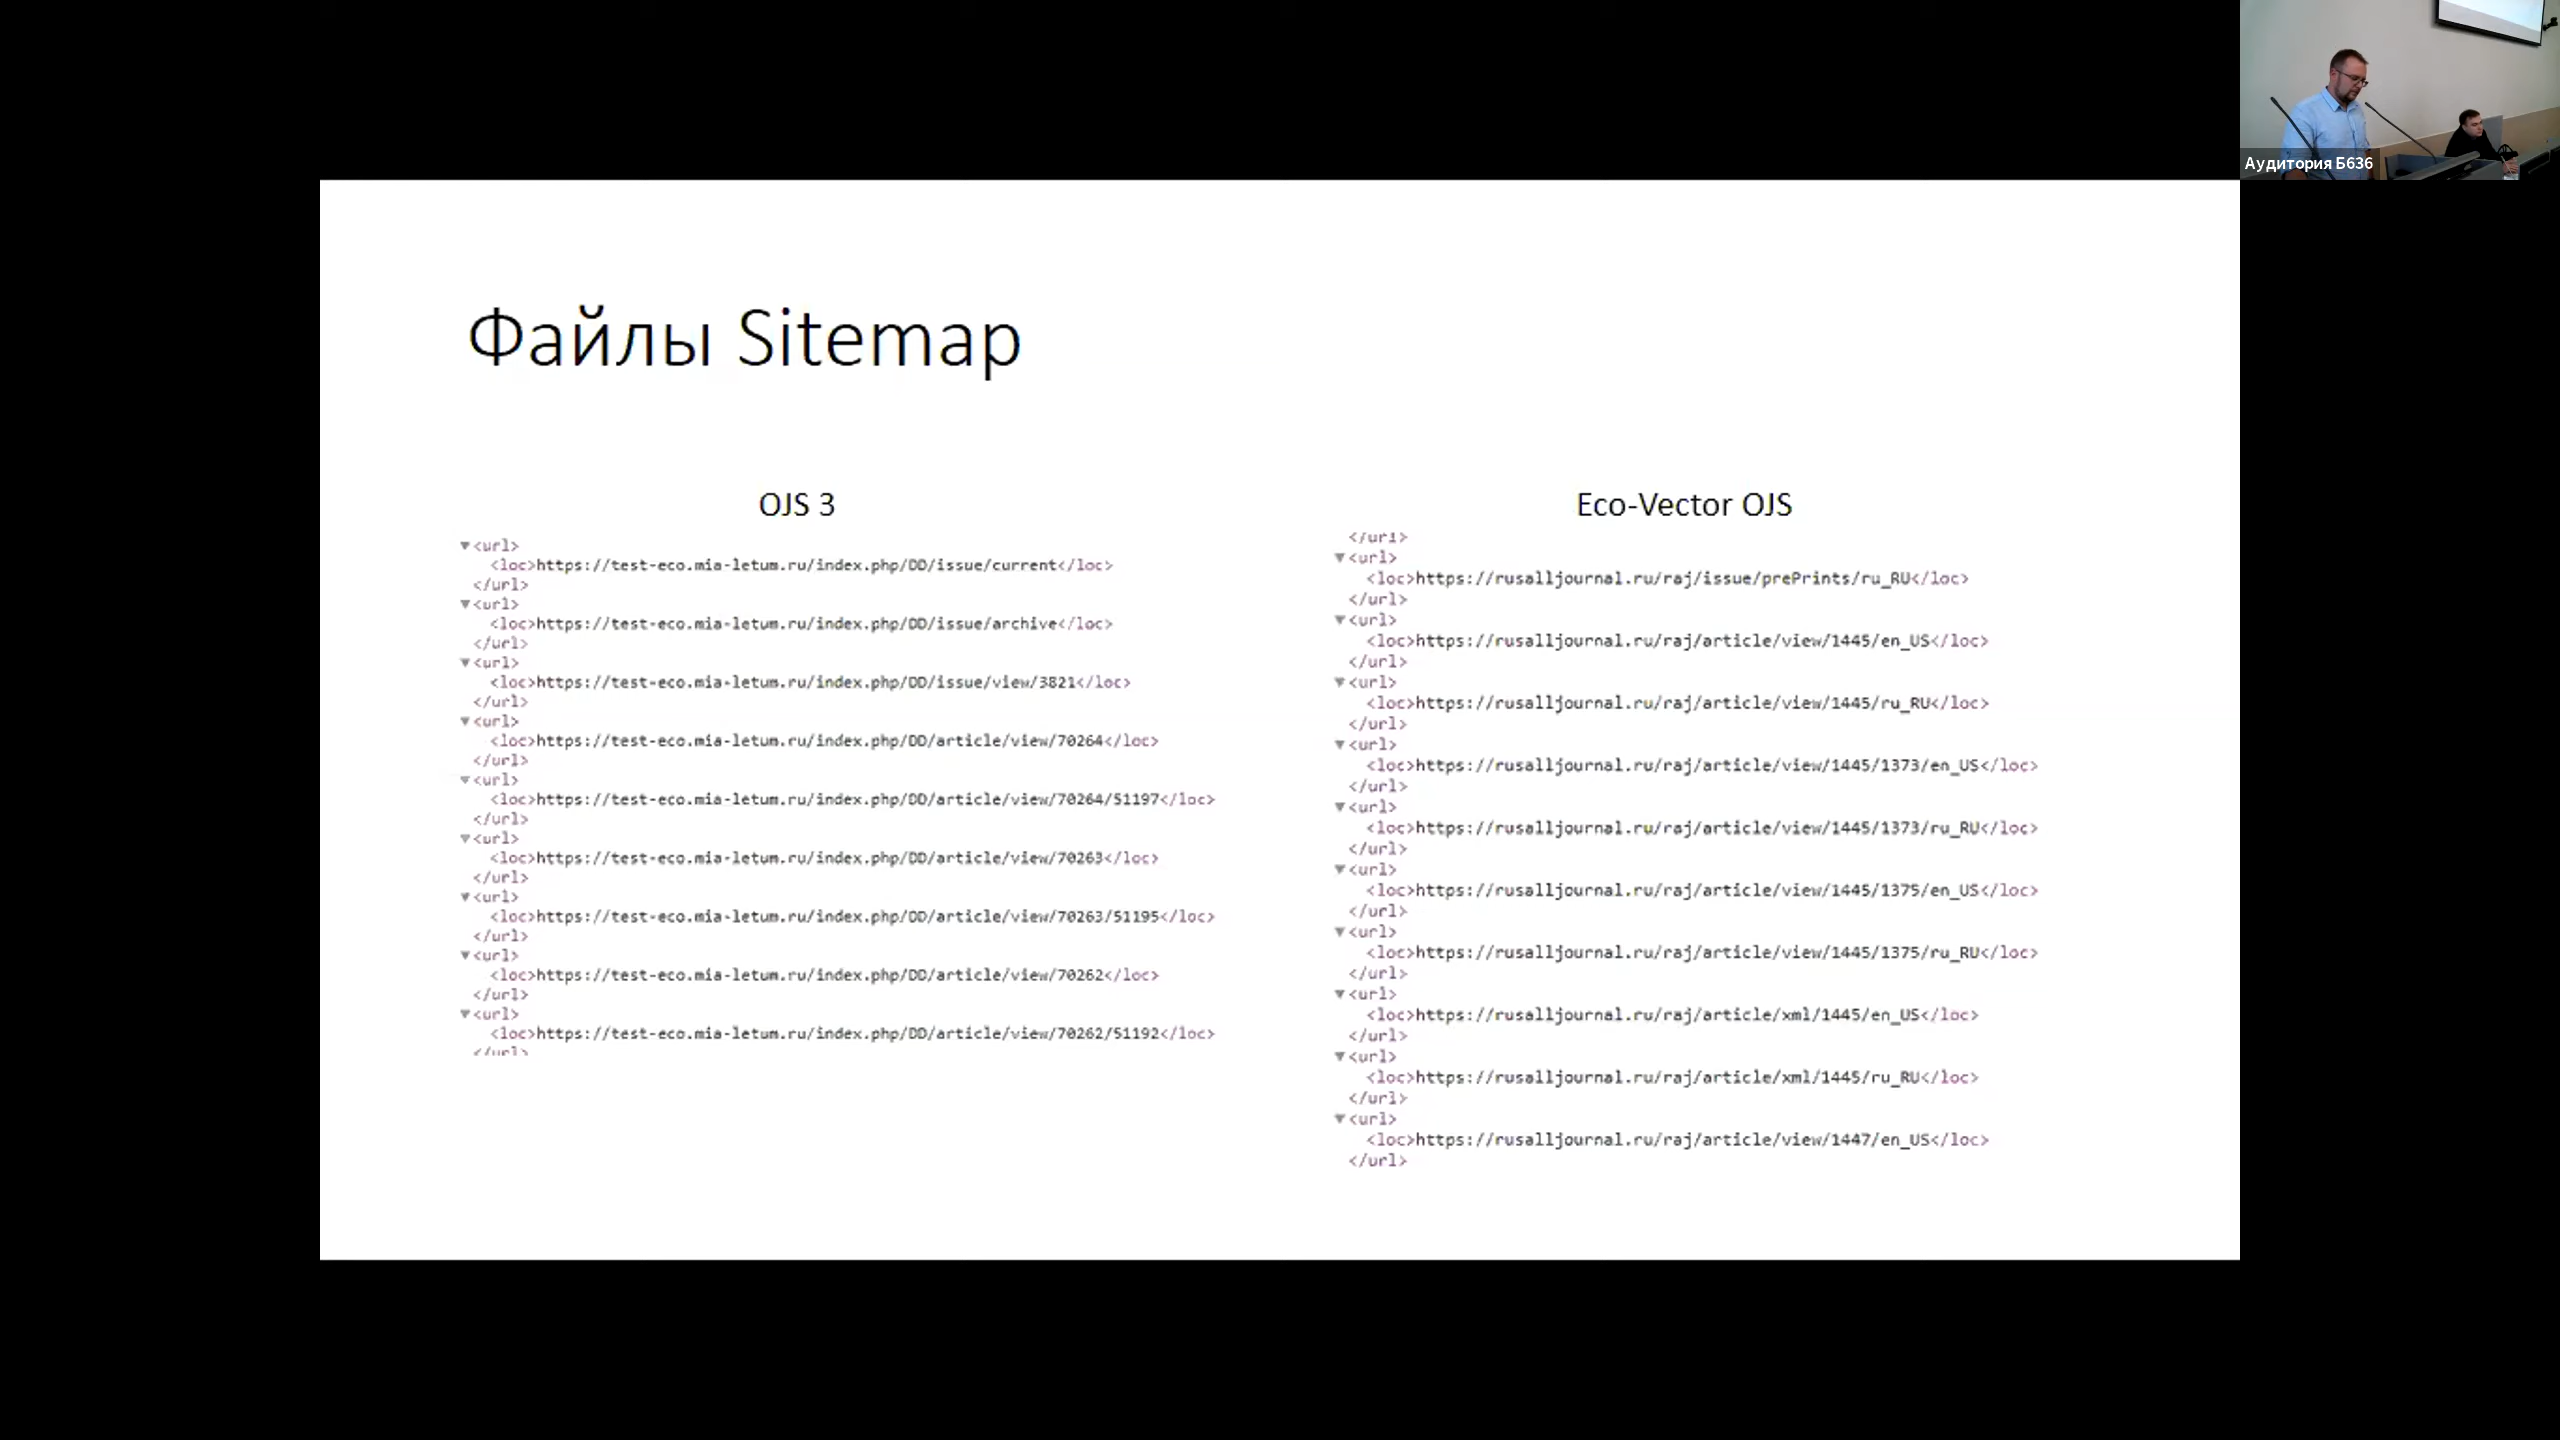 Аудитория Б636
Файлы Sitemap
OJS 3
▼<url>
<loc>https://test-eco.mia-letum.ru/index.php/DD/issue/current</loc>
</url>
▼<url>
<loc>https://test-eco.mia-letum.ru/index.php/DD/issue/archive</loc>
</url>
▼<url>
<loc>https://test-eco.mia-letum.ru/index.php/DD/issue/view/3821</loc>
</url>
▼<url>
<loc>https://test-eco.mia-letum.ru/index.php/DD/article/view/70264</loc>
</url>
▼<url>
<loc>https://test-eco.mia-letum.ru/index.php/DD/article/view/70264/51197</loc>
</url>
▼<url>
<loc>https://test-eco.mia-letum.ru/index.php/DD/article/view/70263</loc>
</url>
▼<url>
<loc>https://test-eco.mia-letum.ru/index.php/DD/article/view/70263/51195</loc>
</url>
▼<url>
<loc>https://test-eco.mia-letum.ru/index.php/DD/article/view/70262</loc>
</url>
▼<url>
<loc>https://test-eco.mia-letum.ru/index.php/DD/article/view/70262/51192</loc>
</url>
Eco-Vector OJS
</url>
▼<url>
<loc>https://rusalljournal.ru/raj/issue/prePrints/ru_RU</loc>
</url>
▼<url>
<loc>https://rusalljournal.ru/raj/article/view/1445/en_US</loc>
</url>
▼<url>
<loc>https://rusalljournal.ru/raj/article/view/1445/ru_RU</loc>
</url>
▼<url>
<loc>https://rusalljournal.ru/raj/article/view/1445/1373/en_US</loc>
</url>
▼<url>
<loc>https://rusalljournal.ru/raj/article/view/1445/1373/ru_RU</loc>
</url>
▼<url>
<loc>https://rusalljournal.ru/raj/article/view/1445/1375/en_US</loc>
</url>
▼<url>
<loc>https://rusalljournal.ru/raj/article/view/1445/1375/ru_RU</loc>
</url>
▼<url>
<loc>https://rusalljournal.ru/raj/article/xml/1445/en_US</loc>
</url>
▼<url>
<loc>https://rusalljournal.ru/raj/article/xml/1445/ru_RU</loc>
</url>
▼<url>
<loc>https://rusalljournal.ru/raj/article/view/1447/en_US</loc>
</url>